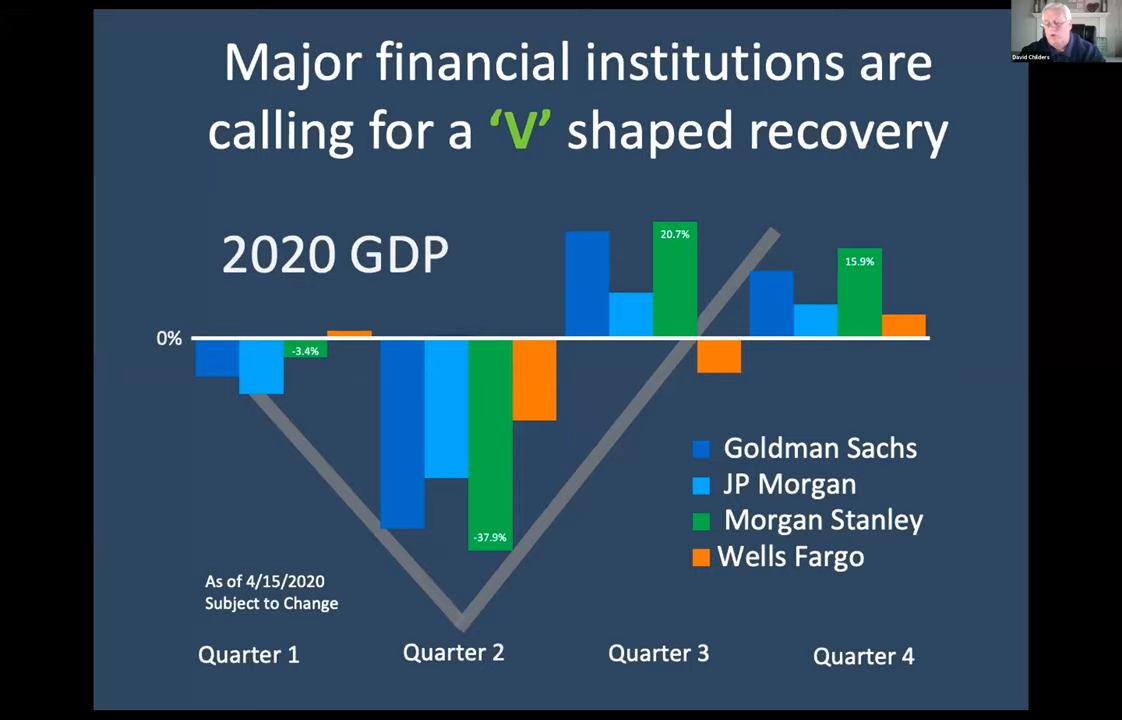 David Childers
Major financial institutions are
calling for a ‘V’ shaped recovery
2020 GDP
20.7%
15.9%
0%
-3.4%
-37.9%
Goldman Sachs
JP Morgan
Morgan Stanley
Wells Fargo
As of 4/15/2020
Subject to Change
Quarter 1 Quarter 2 Quarter 3 Quarter 4